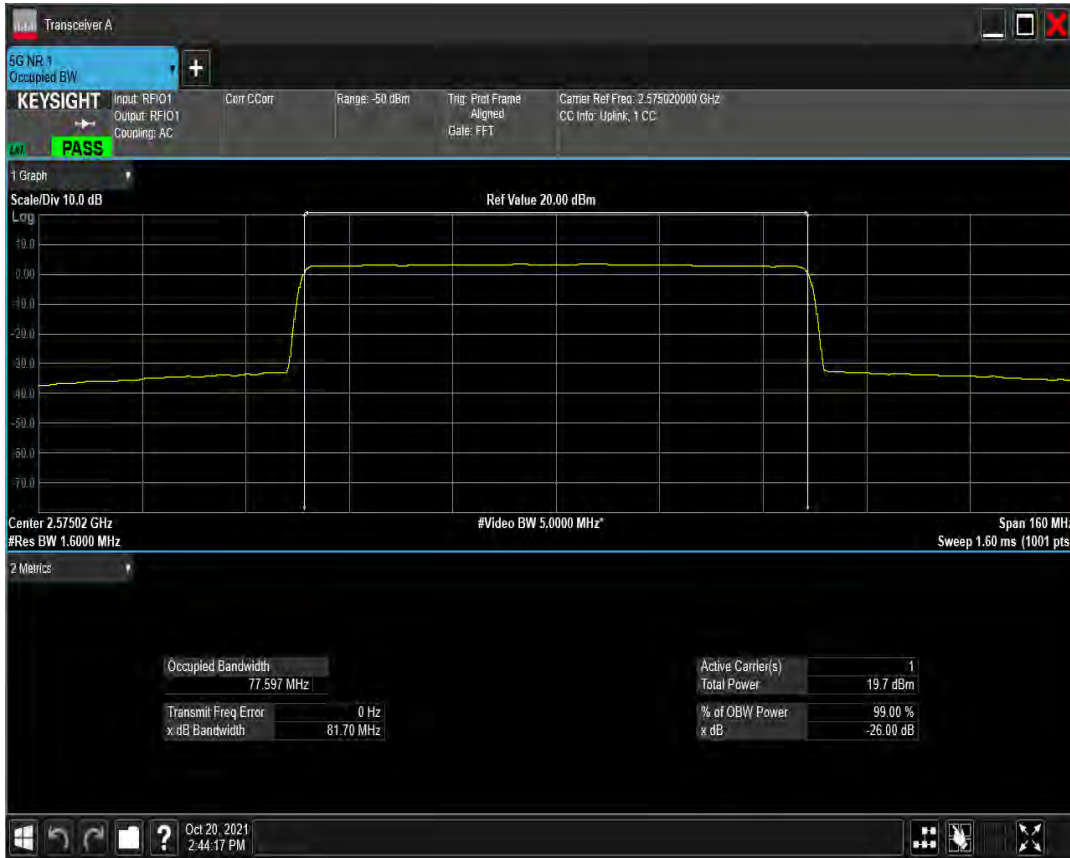 Transceiver A
5G NR 1
Occupied BW
+
KEYSIGHT
PASS
Input: RFIO1
Output: RFIO1
Coupling: AC
Corr CCorr
Range: -50 dBm
Trig: Prot Frame
Aligned
Gate: FFT
Carrier Ref Freq: 2.575020000 GHz
CC Info: Uplink, 1 CC
1 Graph
Scale/Div 10.0 dB
Ref Value 20.00 dBm
Log
10.0
0.00
-10.0
-20.0
-30.0
-40.0
-50.0
-60.0
-70.0
Center 2.57502 GHz
#Video BW 5.0000 MHz*
Span 160 MHz
#Res BW 1.6000 MHz
Sweep 1.60 ms (1001 pts
2 Metrics
Occupied Bandwidth
77.597 MHz
Transmit Freq Error 0 Hz
x dB Bandwidth 81.70 MHz
Active Carrier(s) 1
Total Power 19.7 dBm
% of OBW Power 99.00 %
x dB -26.00 dB
?
Oct 20, 2021
2:44:17 PM